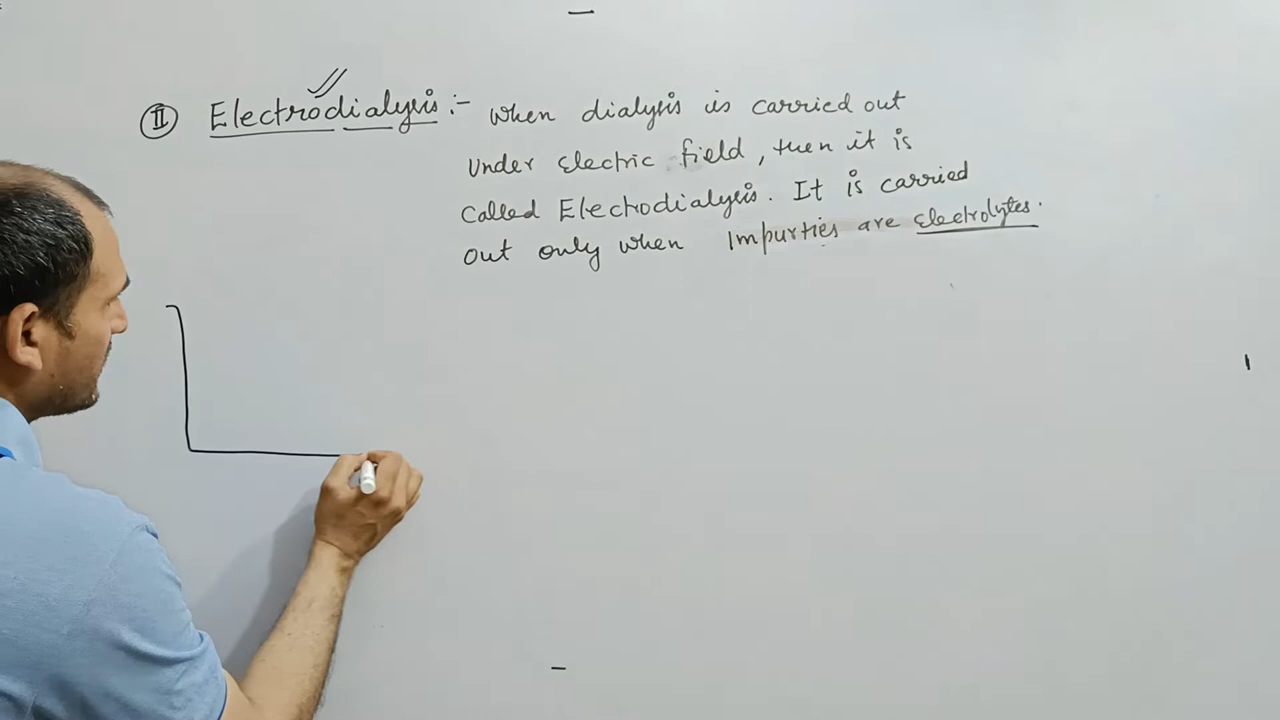 II Electrodialysis :- when dialysis is carried out
under electric field, then it is
called Electrodialysis. It is carried
out only when Impurties are electrolytes.